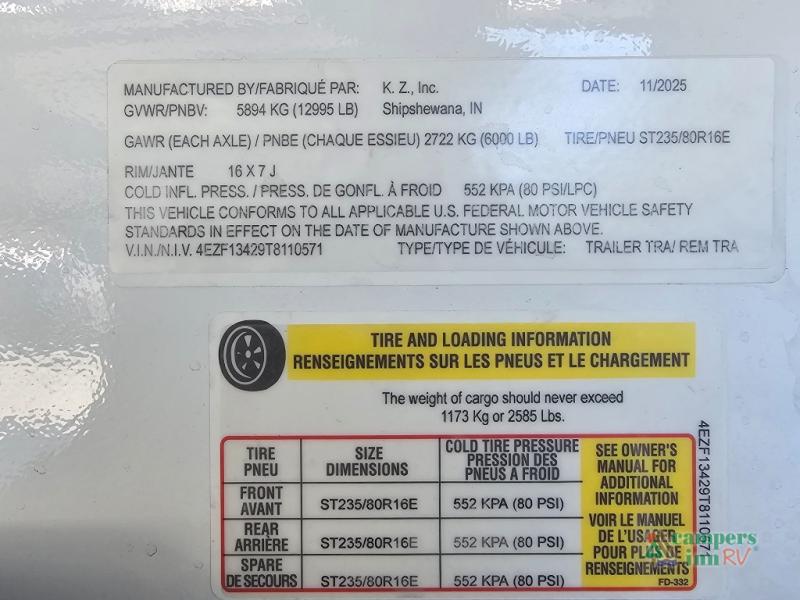 MANUFACTURED BY/FABRIQUÉ PAR: K. Z., Inc. DATE: 11/2025
GVWR/PNBV: 5894 KG (12995 LB) Shipshewana, IN
GAWR (EACH AXLE) / PNBE (CHAQUE ESSIEU) 2722 KG (6000 LB) TIRE/PNEU ST235/80R16E
RIM/JANTE 16 X 7 J
COLD INFL. PRESS. / PRESS. DE GONFL. À FROID 552 KPA (80 PSI/LPC)
THIS VEHICLE CONFORMS TO ALL APPLICABLE U.S. FEDERAL MOTOR VEHICLE SAFETY
STANDARDS IN EFFECT ON THE DATE OF MANUFACTURE SHOWN ABOVE.
V.I.N./N.I.V. 4EZF13429T8110571 TYPE/TYPE DE VÉHICULE: TRAILER TRA/ REM TRA
TIRE AND LOADING INFORMATION
RENSEIGNEMENTS SUR LES PNEUS ET LE CHARGEMENT
The weight of cargo should never exceed
1173 Kg or 2585 Lbs.
TIRE
PNEU
SIZE
DIMENSIONS
COLD TIRE PRESSURE
PRESSION DES
PNEUS A FROID
FRONT
AVANT
ST235/80R16E
552 KPA (80 PSI)
REAR
ARRIÈRE
ST235/80R16E
552 KPA (80 PSI)
SPARE
DE SECOURS
ST235/80R16E
552 KPA (80 PSI)
SEE OWNER'S
MANUAL FOR
ADDITIONAL
INFORMATION
VOIR LE MANUEL
DE L'USAGER
POUR PLUS DE
RENSEIGNEMENTS
FD-332
4EZF13429T8110571
Krampers
JimRV